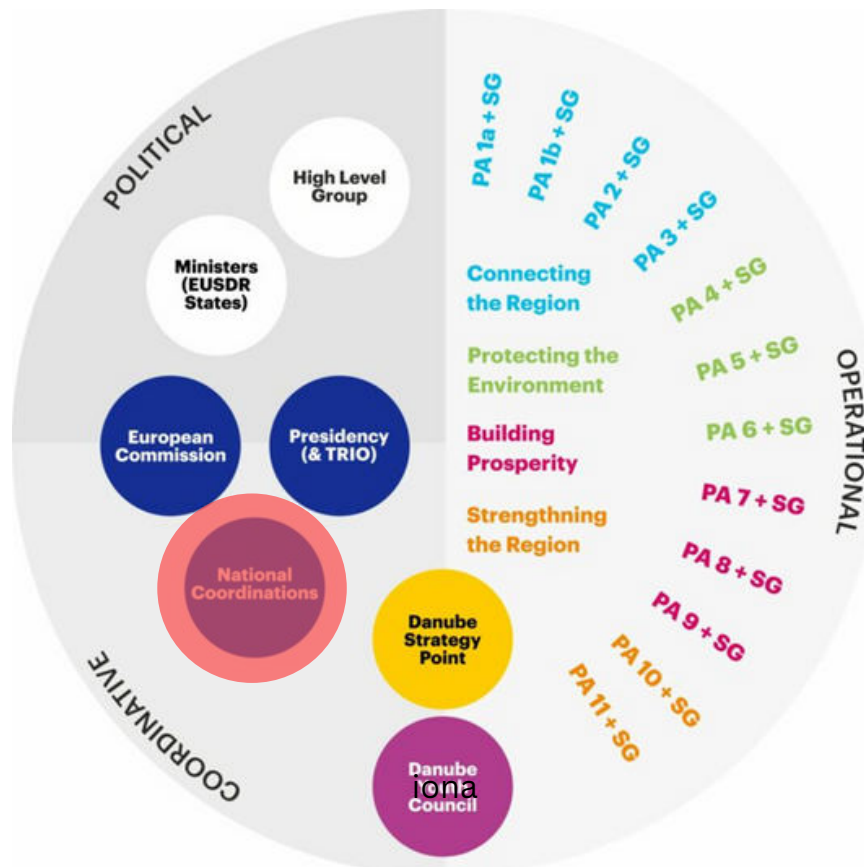 POLITICAL
High Level
Group
Ministers
(EUSDR
States)
European
Commission
Presidency
(& TRIO)
National
Coordinations
COORDINATIVE
Danube
Strategy
Point
Danube
Council
iona
PA 1a + SG
PA 1b + SG
PA 2 + SG
PA 3 + SG
Connecting
the Region
PA 4 + SG
PA 5 + SG
PA 6 + SG
Protecting the
Environment
Building
Prosperity
PA 7 + SG
PA 8 + SG
PA 9 + SG
Strengthning
the Region
PA 10 + SG
PA 11 + SG
OPERATIONAL